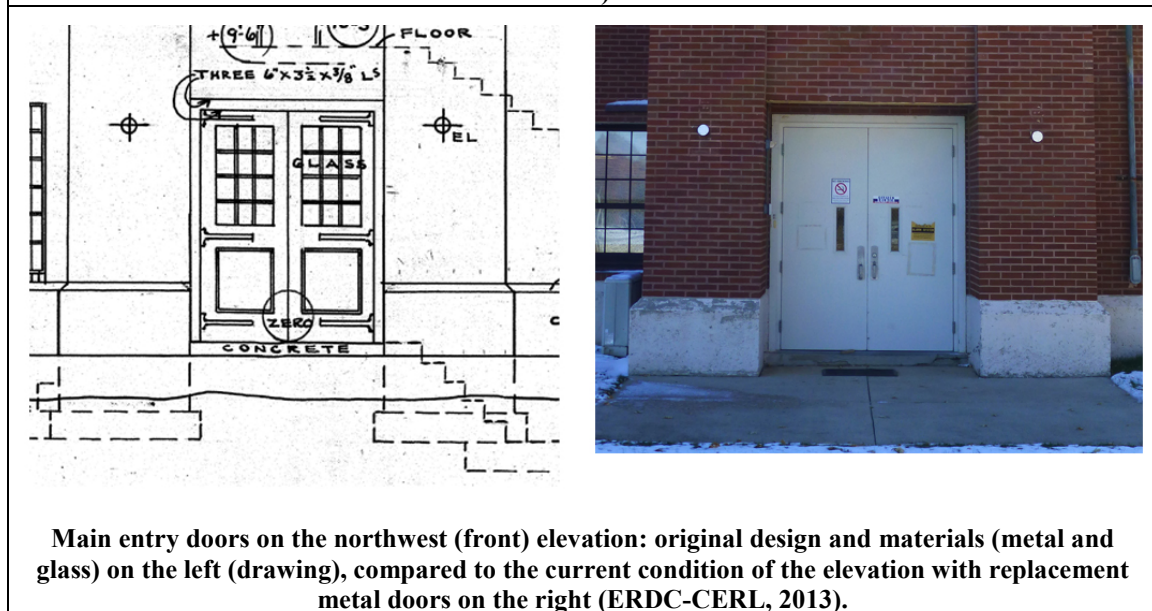 +(9'-6")
FLOOR
THREE 6" X 3½ X 3/8" LS
EL
GLASS
ZERO
CONCRETE
Main entry doors on the northwest (front) elevation: original design and materials (metal and
glass) on the left (drawing), compared to the current condition of the elevation with replacement
metal doors on the right (ERDC-CERL, 2013).